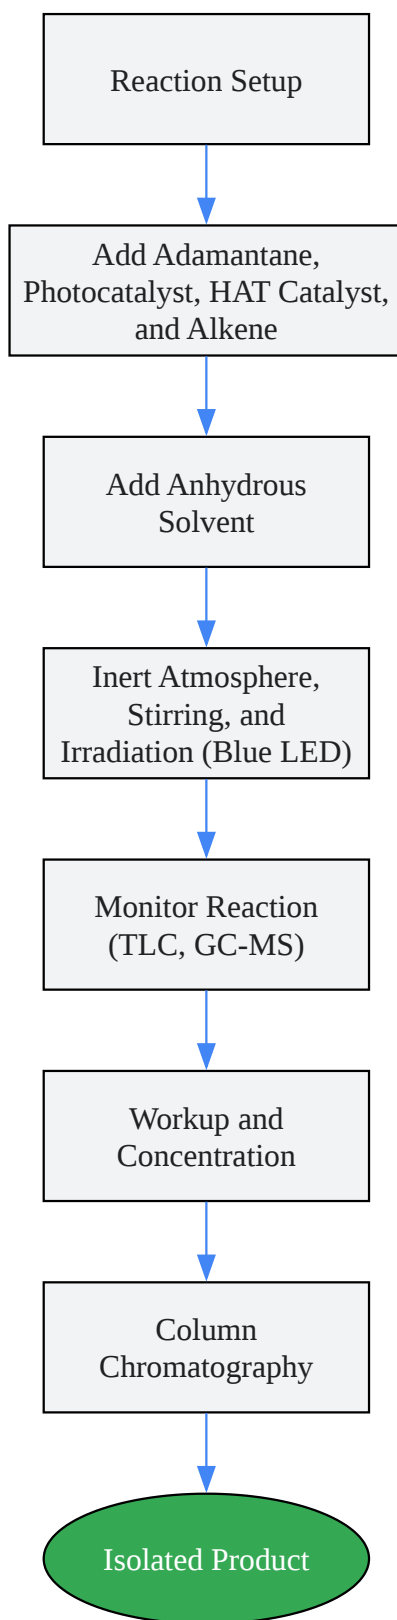 Reaction Setup
Add Adamantane,
Photocatalyst, HAT Catalyst,
and Alkene
Add Anhydrous
Solvent
Inert Atmosphere,
Stirring, and
Irradiation (Blue LED)
Monitor Reaction
(TLC, GC-MS)
Workup and
Concentration
Column
Chromatography
Isolated Product